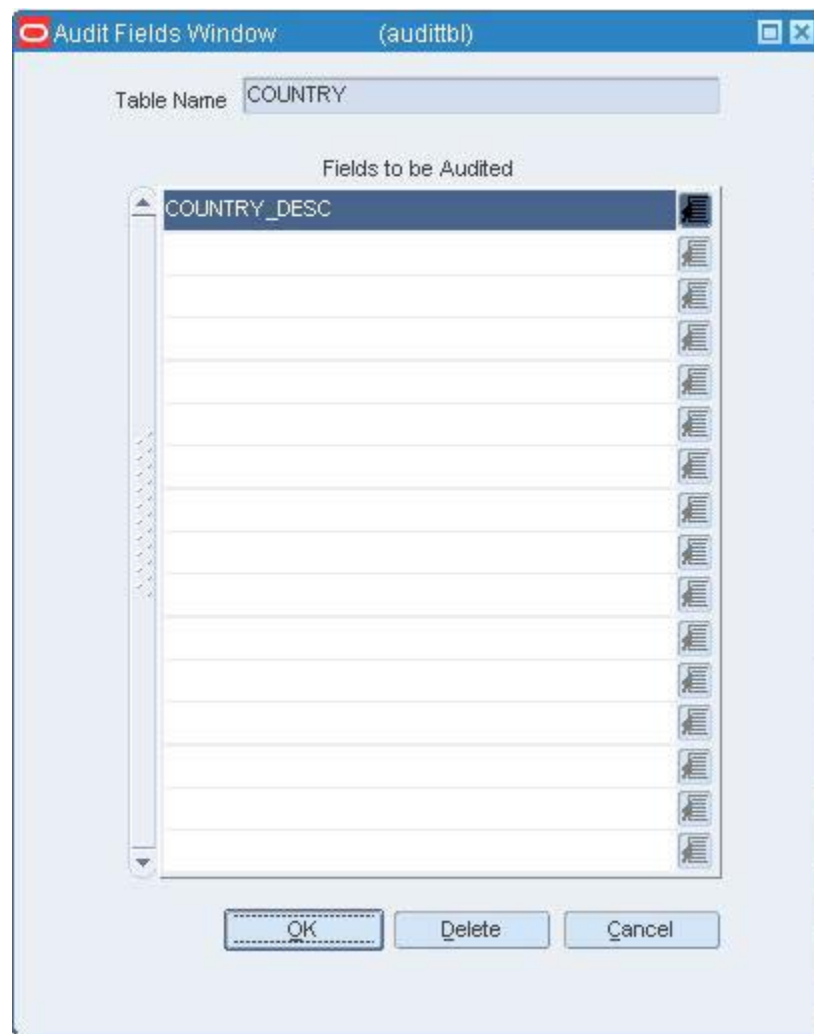 Audit Fields Window (audittbl)
Table Name COUNTRY
Fields to be Audited
COUNTRY_DESC
OK Delete Cancel